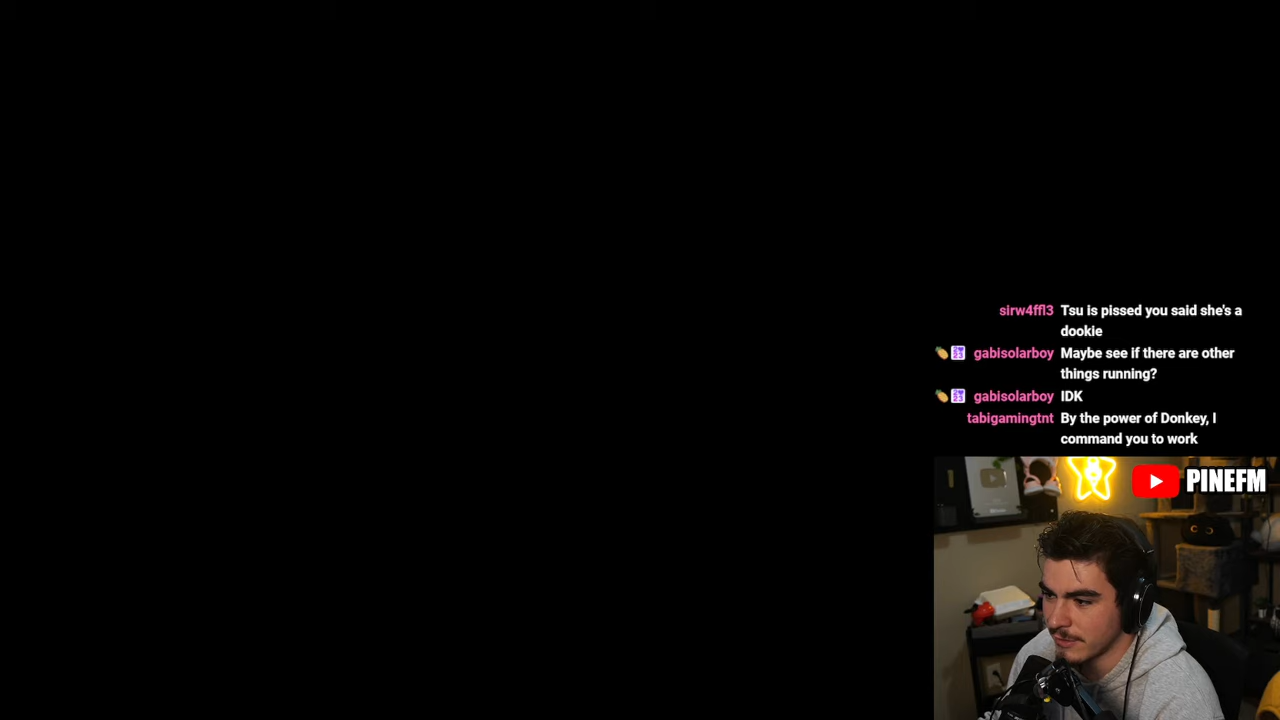 sirw4ffl3 Tsu is pissed you said she's a
dookie
gabisolarboy Maybe see if there are other
things running?
gabisolarboy IDK
tabigamingtnt By the power of Donkey, I
command you to work
PINEFM